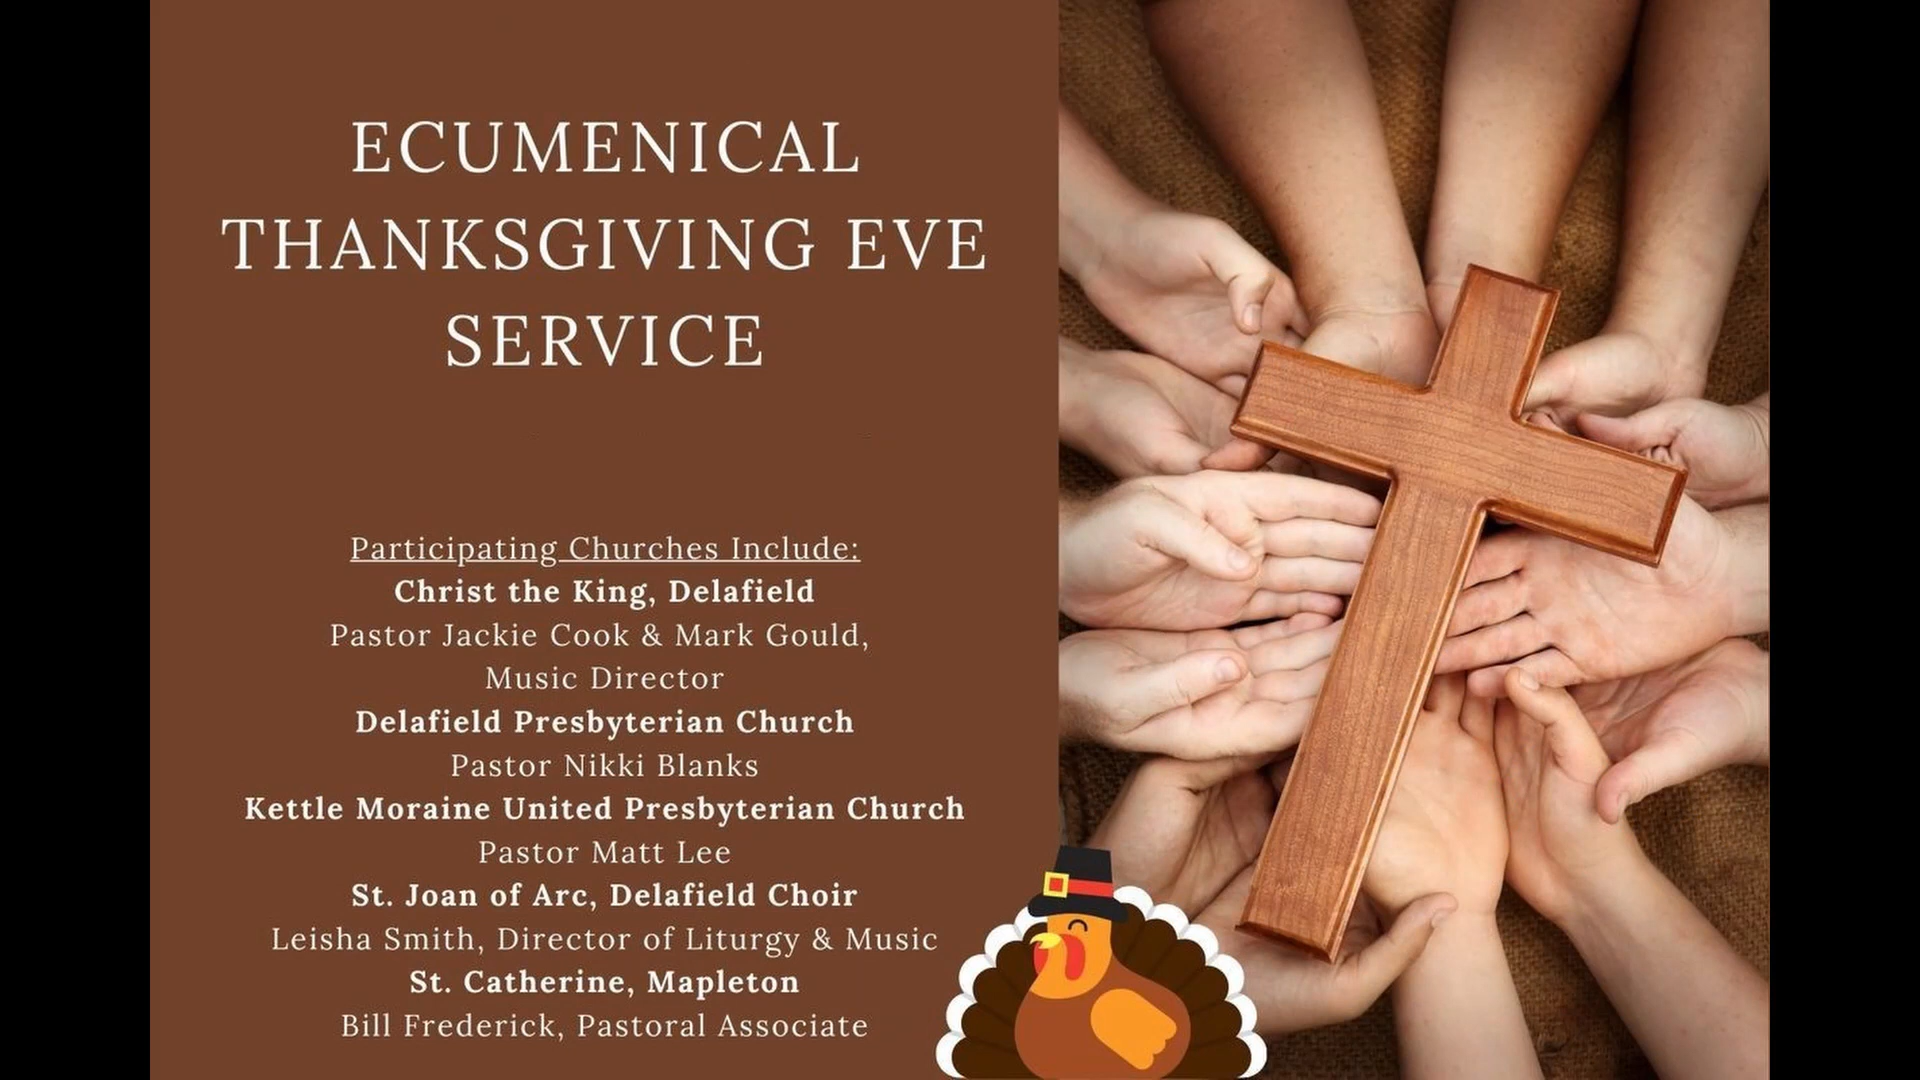 ECUMENICAL
THANKSGIVING EVE
SERVICE
Participating Churches Include:
Christ the King, Delafield
Pastor Jackie Cook & Mark Gould,
Music Director
Delafield Presbyterian Church
Pastor Nikki Blanks
Kettle Moraine United Presbyterian Church
Pastor Matt Lee
St. Joan of Arc, Delafield Choir
Leisha Smith, Director of Liturgy & Music
St. Catherine, Mapleton
Bill Frederick, Pastoral Associate